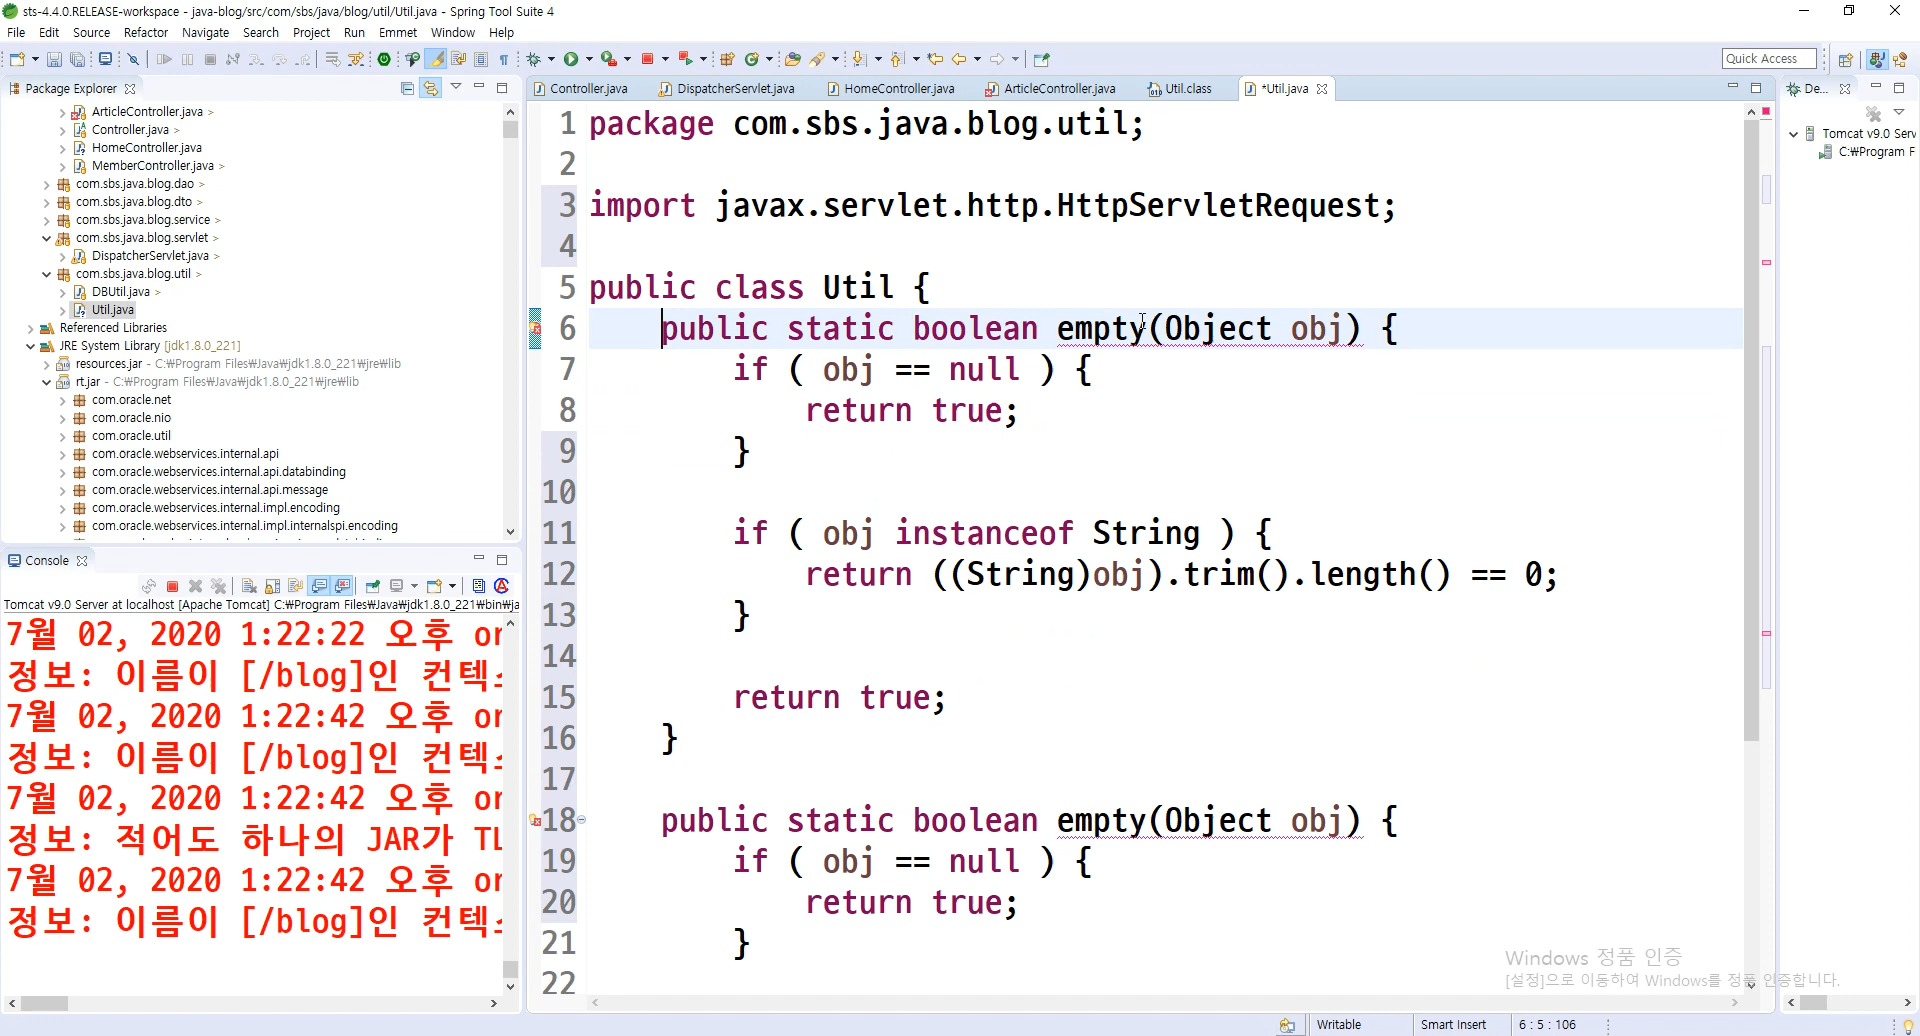 sts-4.4.0.RELEASE-workspace - java-blog/src/com/sbs/java/blog/util/Util.java - Spring Tool Suite 4
File Edit Source Refactor Navigate Search Project Run Emmet Window Help
Quick Access
Package Explorer
ArticleController.java >
Controller.java >
HomeController.java
MemberController.java >
com.sbs.java.blog.dao >
com.sbs.java.blog.dto >
com.sbs.java.blog.service >
com.sbs.java.blog.servlet >
DispatcherServlet.java >
com.sbs.java.blog.util >
DBUtil.java >
Util.java
Referenced Libraries
JRE System Library [jdk1.8.0_221]
resources.jar - C:₩Program Files₩Java₩jdk1.8.0_221₩jre₩lib
rt.jar - C:₩Program Files₩Java₩jdk1.8.0_221₩jre₩lib
com.oracle.net
com.oracle.nio
com.oracle.util
com.oracle.webservices.internal.api
com.oracle.webservices.internal.api.databinding
com.oracle.webservices.internal.api.message
com.oracle.webservices.internal.impl.encoding
com.oracle.webservices.internal.impl.internalspi.encoding
Console
Tomcat v9.0 Server at localhost [Apache Tomcat] C:₩Program Files₩Java₩jdk1.8.0_221₩bin₩ja
7월 02, 2020 1:22:22 오후 or
정보: 이름이 [/blog]인 컨텍
7월 02, 2020 1:22:42 오후 or
정보: 이름이 [/blog]인 컨텍
7월 02, 2020 1:22:42 오후 or
정보: 적어도 하나의 JAR가 TL
7월 02, 2020 1:22:42 오후 or
정보: 이름이 [/blog]인 컨텍
Controller.java DispatcherServlet.java HomeController.java ArticleController.java Util.class *Util.java
1 package com.sbs.java.blog.util;
2
3 import javax.servlet.http.HttpServletRequest;
4
5 public class Util {
6 public static boolean empty(Object obj) {
7 if ( obj == null ) {
8 return true;
9 }
10
11 if ( obj instanceof String ) {
12 return ((String)obj).trim().length() == 0;
13 }
14
15 return true;
16 }
17
18 public static boolean empty(Object obj) {
19 if ( obj == null ) {
20 return true;
21 }
22
De...
Tomcat v9.0 Serv
C:₩Program F
Windows 정품 인증
[설정]으로 이동하여 Windows를 정품 인증합니다.
Writable Smart Insert 6 : 5 : 106